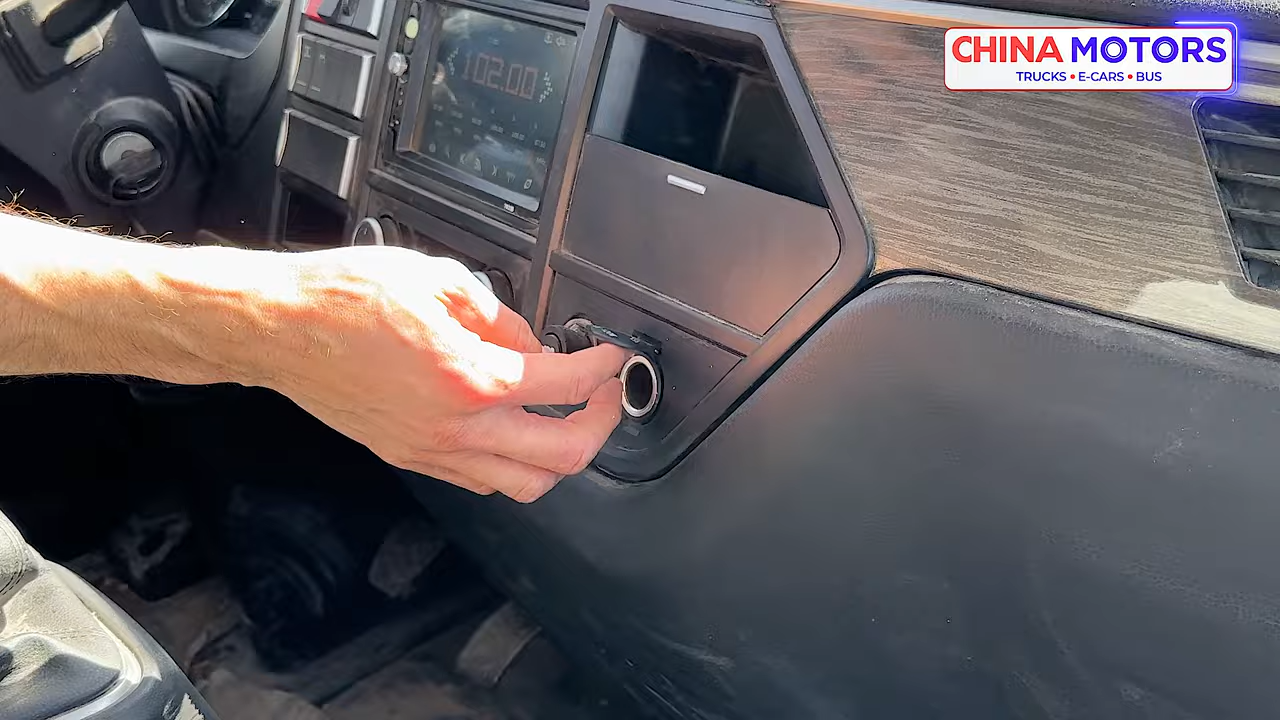 CHINA MOTORS
TRUCKS • E-CARS • BUS
102.00